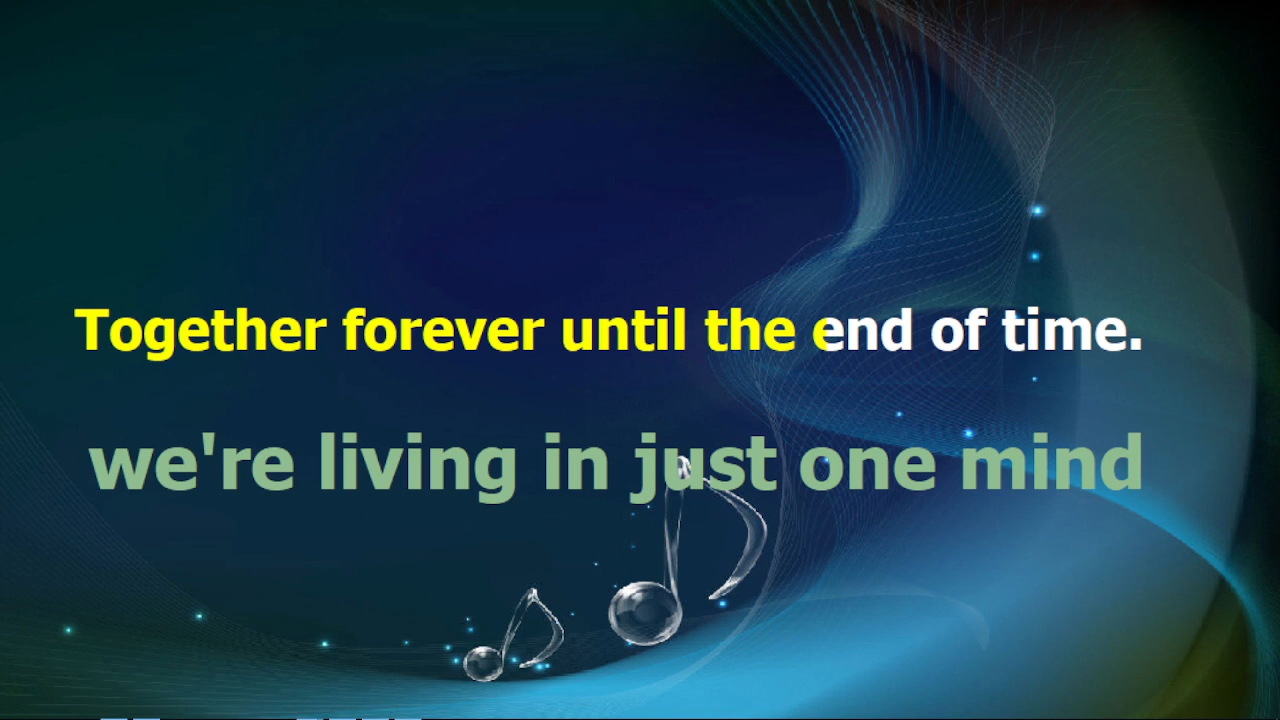 Together forever until the end of time.
we're living in just one mind